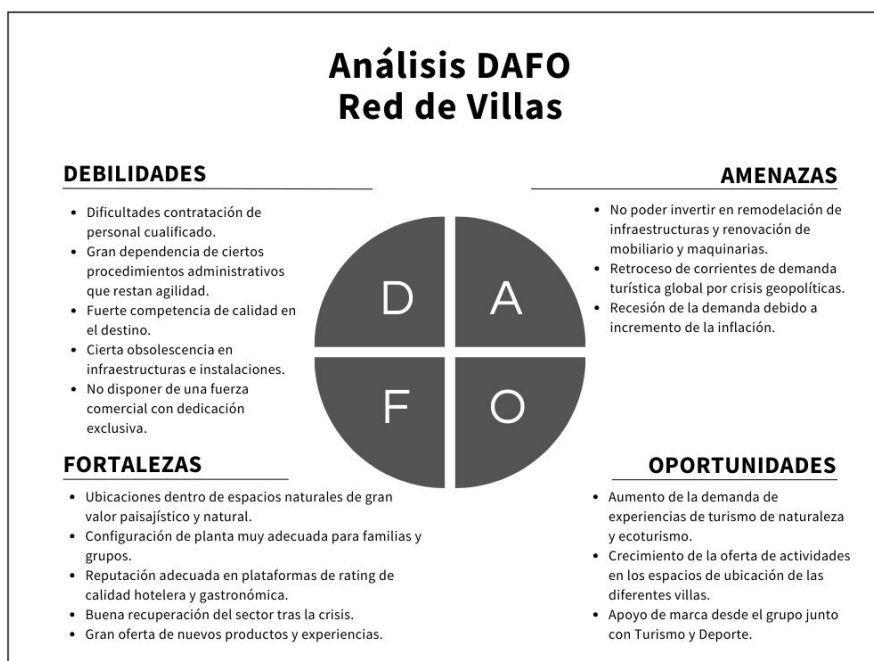 Análisis DAFO
Red de Villas
DEBILIDADES
• Dificultades contratación de
personal cualificado.
• Gran dependencia de ciertos
procedimientos administrativos
que restan agilidad.
• Fuerte competencia de calidad en
el destino.
• Cierta obsolescencia en
infraestructuras e instalaciones.
• No disponer de una fuerza
comercial con dedicación
exclusiva.
AMENAZAS
• No poder invertir en remodelación de
infraestructuras y renovación de
mobiliario y maquinarias.
• Retroceso de corrientes de demanda
turística global por crisis geopolíticas.
• Recesión de la demanda debido a
incremento de la inflación.
D
A
F
O
FORTALEZAS
• Ubicaciones dentro de espacios naturales de gran
valor paisajístico y natural.
• Configuración de planta muy adecuada para familias y
grupos.
• Reputación adecuada en plataformas de rating de
calidad hotelera y gastronómica.
• Buena recuperación del sector tras la crisis.
• Gran oferta de nuevos productos y experiencias.
OPORTUNIDADES
• Aumento de la demanda de
experiencias de turismo de naturaleza
y ecoturismo.
• Crecimiento de la oferta de actividades
en los espacios de ubicación de las
diferentes villas.
• Apoyo de marca desde el grupo junto
con Turismo y Deporte.